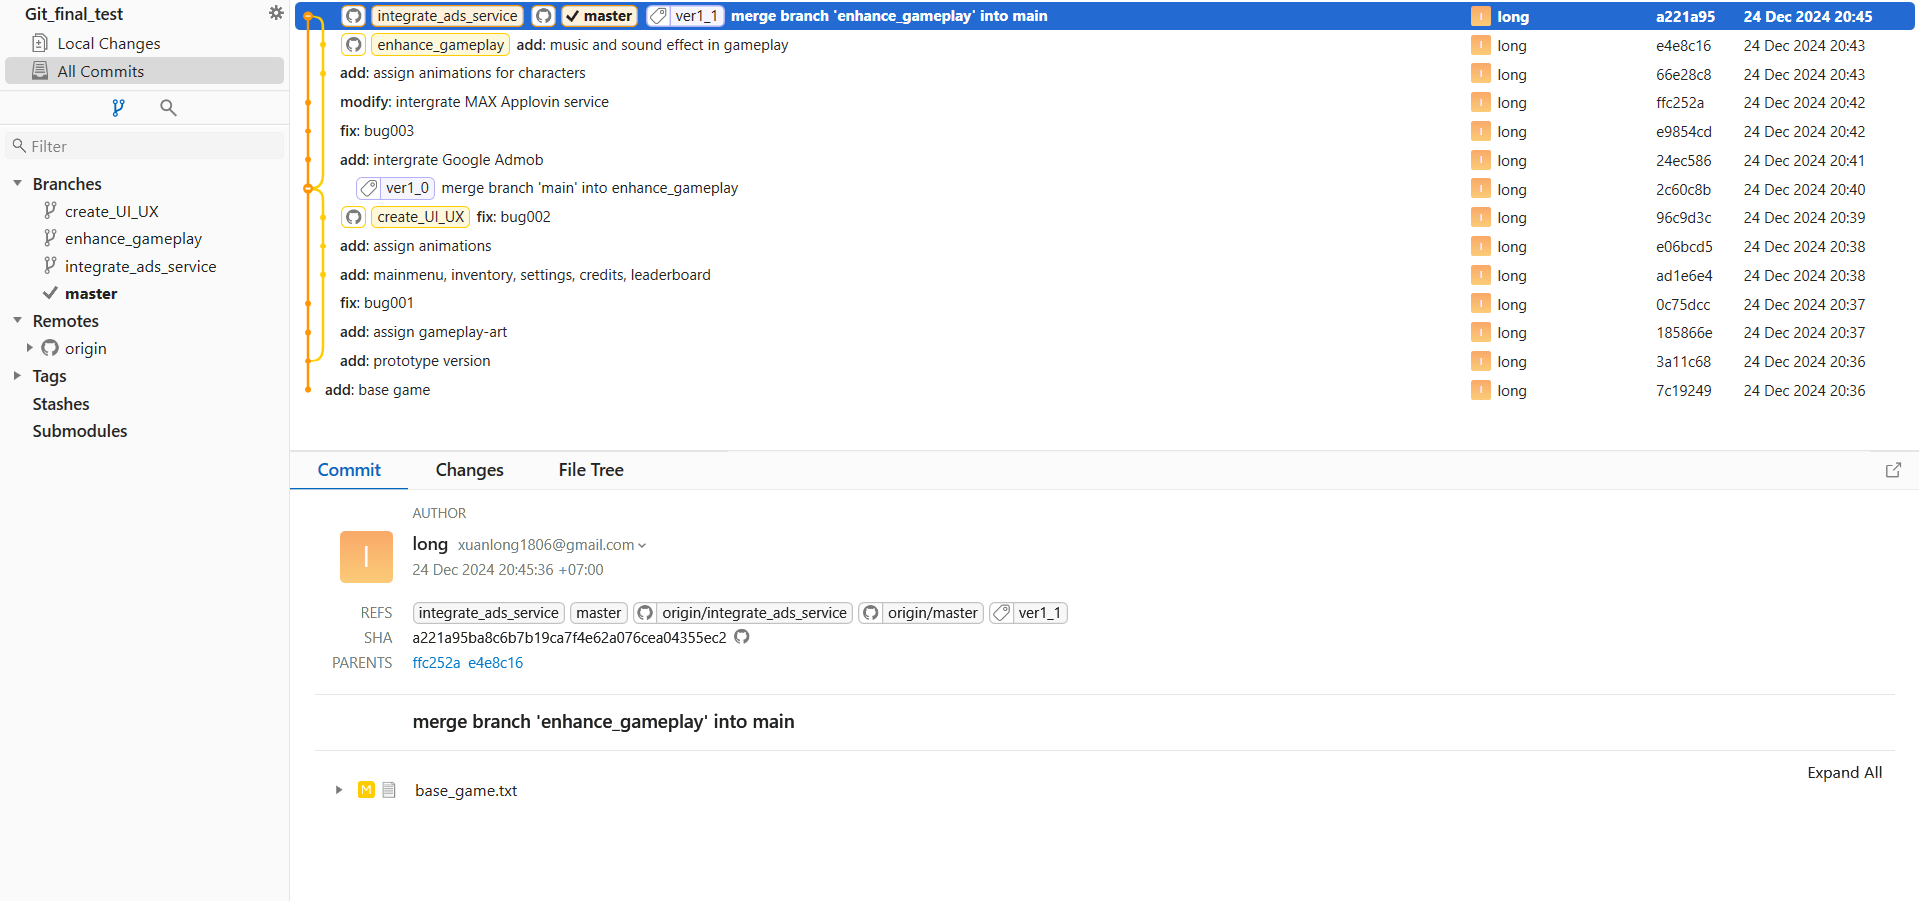 Git_final_test
Local Changes
All Commits
Filter
Branches
create_UI_UX
enhance_gameplay
integrate_ads_service
master
Remotes
origin
Tags
Stashes
Submodules
integrate_ads_service master ver1_1 merge branch 'enhance_gameplay' into main long a221a95 24 Dec 2024 20:45
enhance_gameplay add: music and sound effect in gameplay long e4e8c16 24 Dec 2024 20:43
add: assign animations for characters long 66e28c8 24 Dec 2024 20:43
modify: intergrate MAX Applovin service long ffc252a 24 Dec 2024 20:42
fix: bug003 long e9854cd 24 Dec 2024 20:42
add: intergrate Google Admob long 24ec586 24 Dec 2024 20:41
ver1_0 merge branch 'main' into enhance_gameplay long 2c60c8b 24 Dec 2024 20:40
create_UI_UX fix: bug002 long 96c9d3c 24 Dec 2024 20:39
add: assign animations long e06bcd5 24 Dec 2024 20:38
add: mainmenu, inventory, settings, credits, leaderboard long ad1e6e4 24 Dec 2024 20:38
fix: bug001 long 0c75dcc 24 Dec 2024 20:37
add: assign gameplay-art long 185866e 24 Dec 2024 20:37
add: prototype version long 3a11c68 24 Dec 2024 20:36
add: base game long 7c19249 24 Dec 2024 20:36
Commit Changes File Tree
AUTHOR
l
long xuanlong1806@gmail.com
24 Dec 2024 20:45:36 +07:00
REFS integrate_ads_service master origin/integrate_ads_service origin/master ver1_1
SHA a221a95ba8c6b7b19ca7f4e62a076cea04355ec2
PARENTS ffc252a e4e8c16
merge branch 'enhance_gameplay' into main
Expand All
M base_game.txt